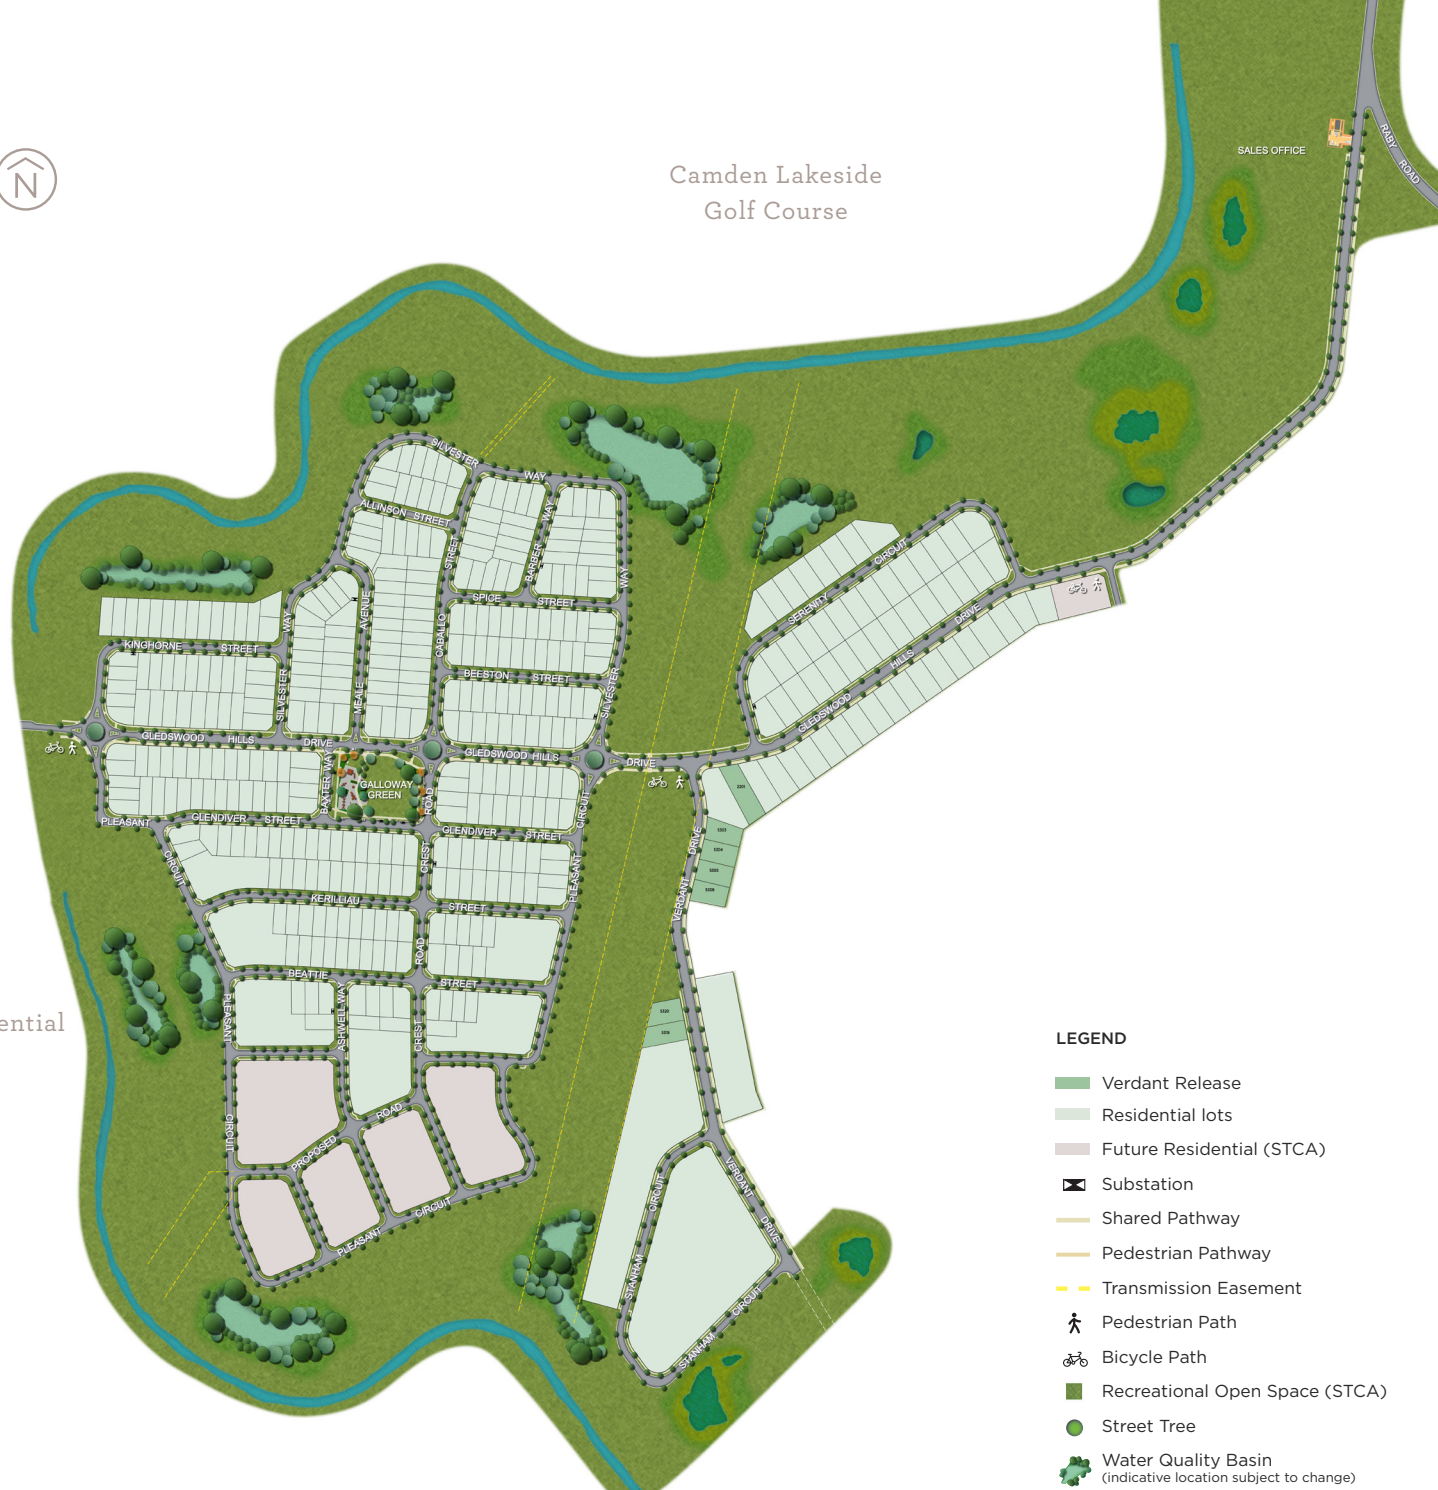 N
Camden Lakeside
Golf Course
SALES OFFICE
RABY ROAD
SILVESTER WAY
ALLINSON STREET
BARBER WAY
STREET
WAY
SPICE STREET
AVENUE
CABALLO
WAY
SERENITY CIRCUIT
DRIVE
HILLS
GLEDSWOOD
KINGHORNE STREET
BEESTON STREET
SILVESTER
MEALE
SILVESTER
GLEDSWOOD HILLS DRIVE
GLEDSWOOD HILLS DRIVE
BAXTER WAY
GALLOWAY
GREEN
ROAD
CIRCUIT
2201
PLEASANT
GLENDIVER STREET
GLENDIVER STREET
DRIVE
CIRCUIT
CREST
PLEASANT
VERDANT
KERILLIAU STREET
ROAD
BEATTIE STREET
PLEASANT
ASHWELL WAY
CREST
ential
CIRCUIT
PROPOSED ROAD
PLEASANT CIRCUIT
VERDANT DRIVE
STANHAM CIRCUIT
STANHAM CIRCUIT
LEGEND
Verdant Release
Residential lots
Future Residential (STCA)
Substation
Shared Pathway
Pedestrian Pathway
Transmission Easement
Pedestrian Path
Bicycle Path
Recreational Open Space (STCA)
Street Tree
Water Quality Basin
(indicative location subject to change)